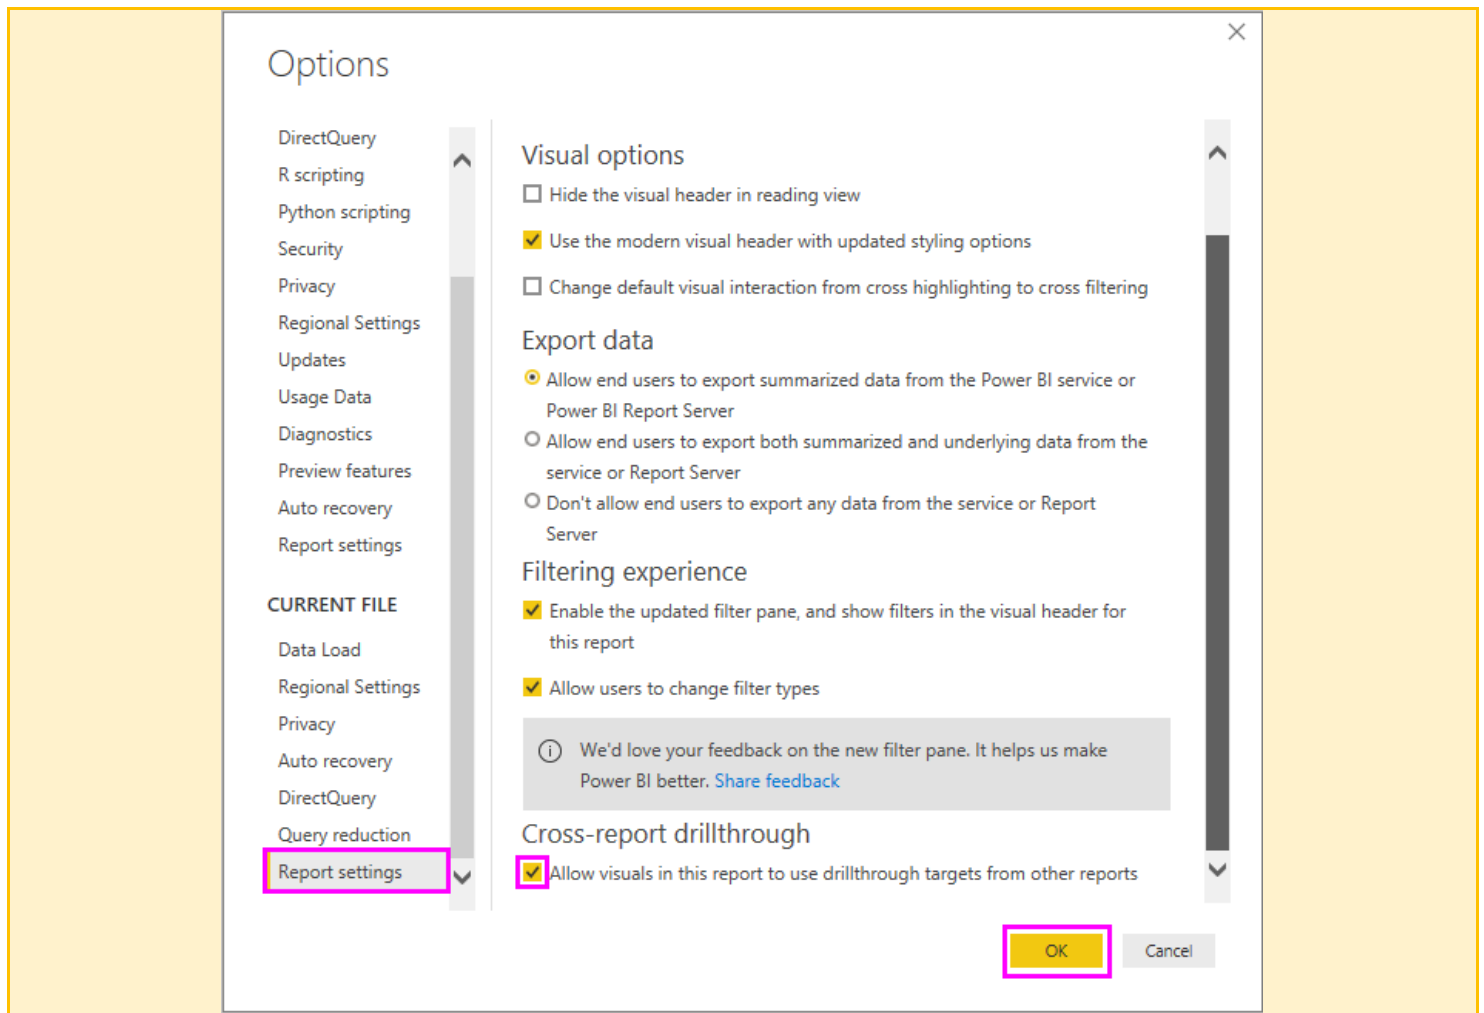 Options
DirectQuery
R scripting
Python scripting
Security
Privacy
Regional Settings
Updates
Usage Data
Diagnostics
Preview features
Auto recovery
Report settings
CURRENT FILE
Data Load
Regional Settings
Privacy
Auto recovery
DirectQuery
Query reduction
Report settings
Visual options
Hide the visual header in reading view
Use the modern visual header with updated styling options
Change default visual interaction from cross highlighting to cross filtering
Export data
Allow end users to export summarized data from the Power BI service or
Power BI Report Server
Allow end users to export both summarized and underlying data from the
service or Report Server
Don't allow end users to export any data from the service or Report
Server
Filtering experience
Enable the updated filter pane, and show filters in the visual header for
this report
Allow users to change filter types
We'd love your feedback on the new filter pane. It helps us make
Power BI better. Share feedback
Cross-report drillthrough
Allow visuals in this report to use drillthrough targets from other reports
OK
Cancel